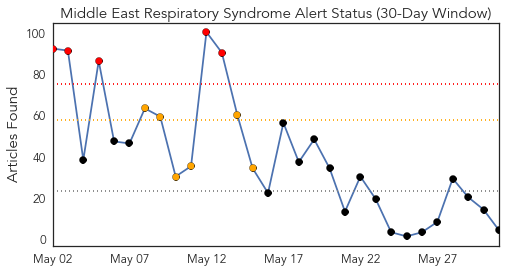 Middle East Respiratory Syndrome Alert Status (30-Day Window)
Articles Found
100
80
60
40
20
0
May 02 May 07 May 12 May 17 May 22 May 27